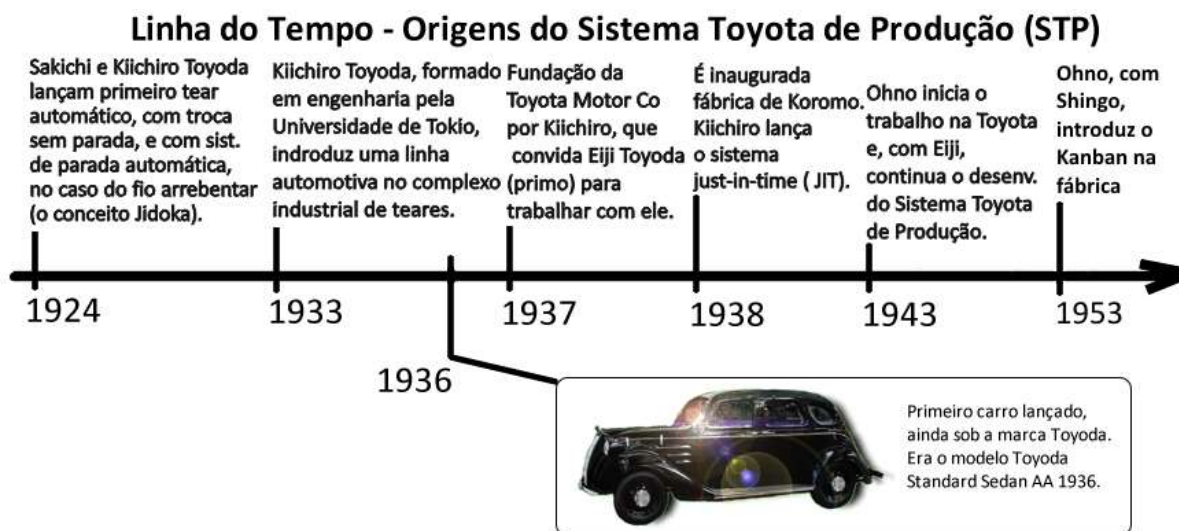 Linha do Tempo - Origens do Sistema Toyota de Produção (STP)
Sakichi e Kiichiro Toyoda
lançam primeiro tear
automático, com troca
sem parada, e com sist.
de parada automática,
no caso do fio arrebentar
(o conceito Jidoka).
Kiichiro Toyoda, formado
em engenharia pela
Universidade de Tokio,
indroduz uma linha
automotiva no complexo
industrial de teares.
Fundação da
Toyota Motor Co
por Kiichiro, que
convida Eiji Toyoda
(primo) para
trabalhar com ele.
É inaugurada
fábrica de Koromo.
Kiichiro lança
o sistema
just-in-time ( JIT).
Ohno inicia o
trabalho na Toyota
e, com Eiji,
continua o desenv.
do Sistema Toyota
de Produção.
Ohno, com
Shingo,
introduz o
Kanban na
fábrica
1924
1933
1937
1938
1943
1953
1936
Primeiro carro lançado,
ainda sob a marca Toyoda.
Era o modelo Toyoda
Standard Sedan AA 1936.